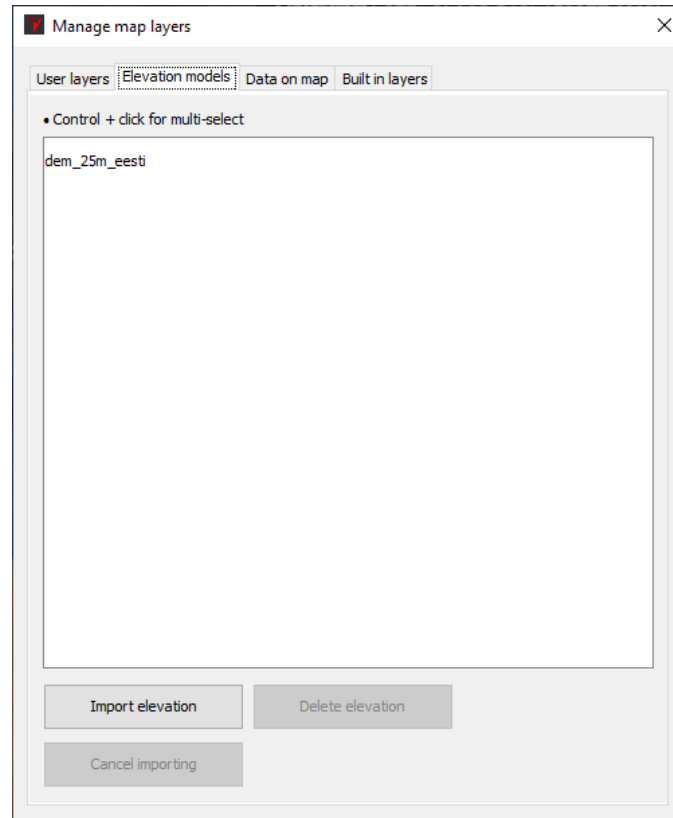 Manage map layers
User layers Elevation models Data on map Built in layers
• Control + click for multi-select
dem_25m_eesti
Import elevation Delete elevation
Cancel importing